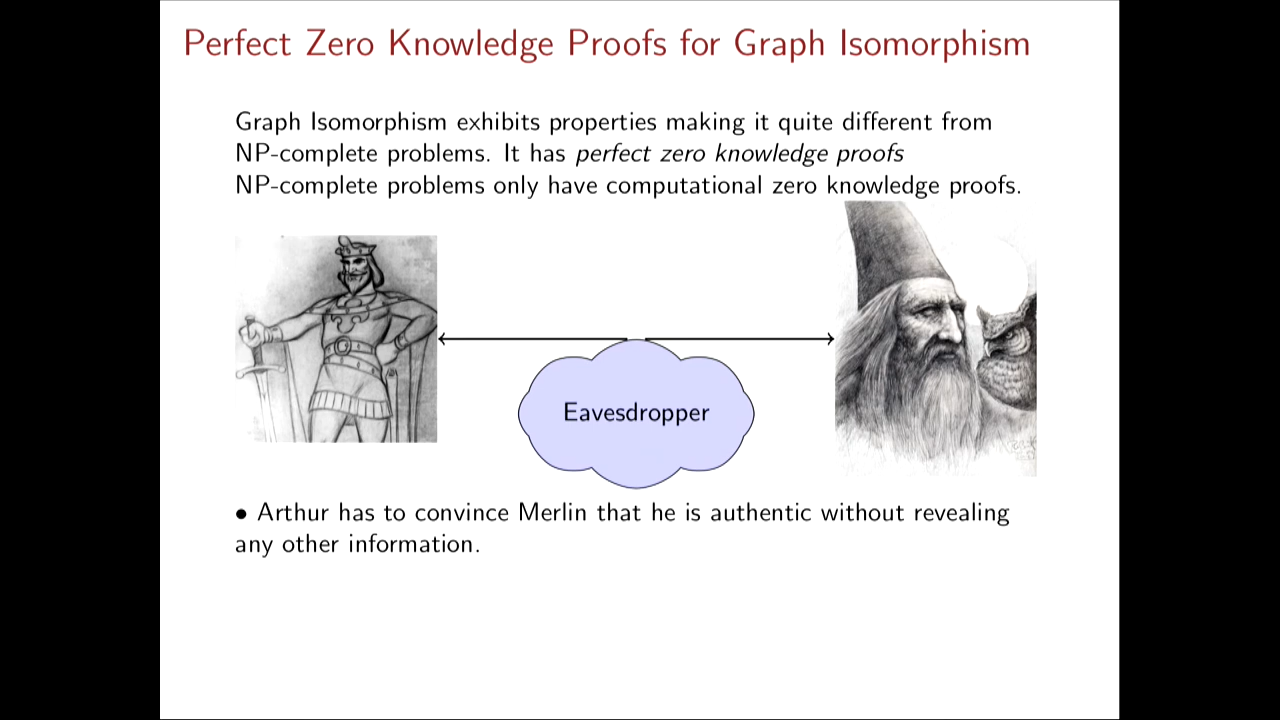 Perfect Zero Knowledge Proofs for Graph Isomorphism
Graph Isomorphism exhibits properties making it quite different from
NP-complete problems. It has perfect zero knowledge proofs
NP-complete problems only have computational zero knowledge proofs.
Eavesdropper
• Arthur has to convince Merlin that he is authentic without revealing
any other information.